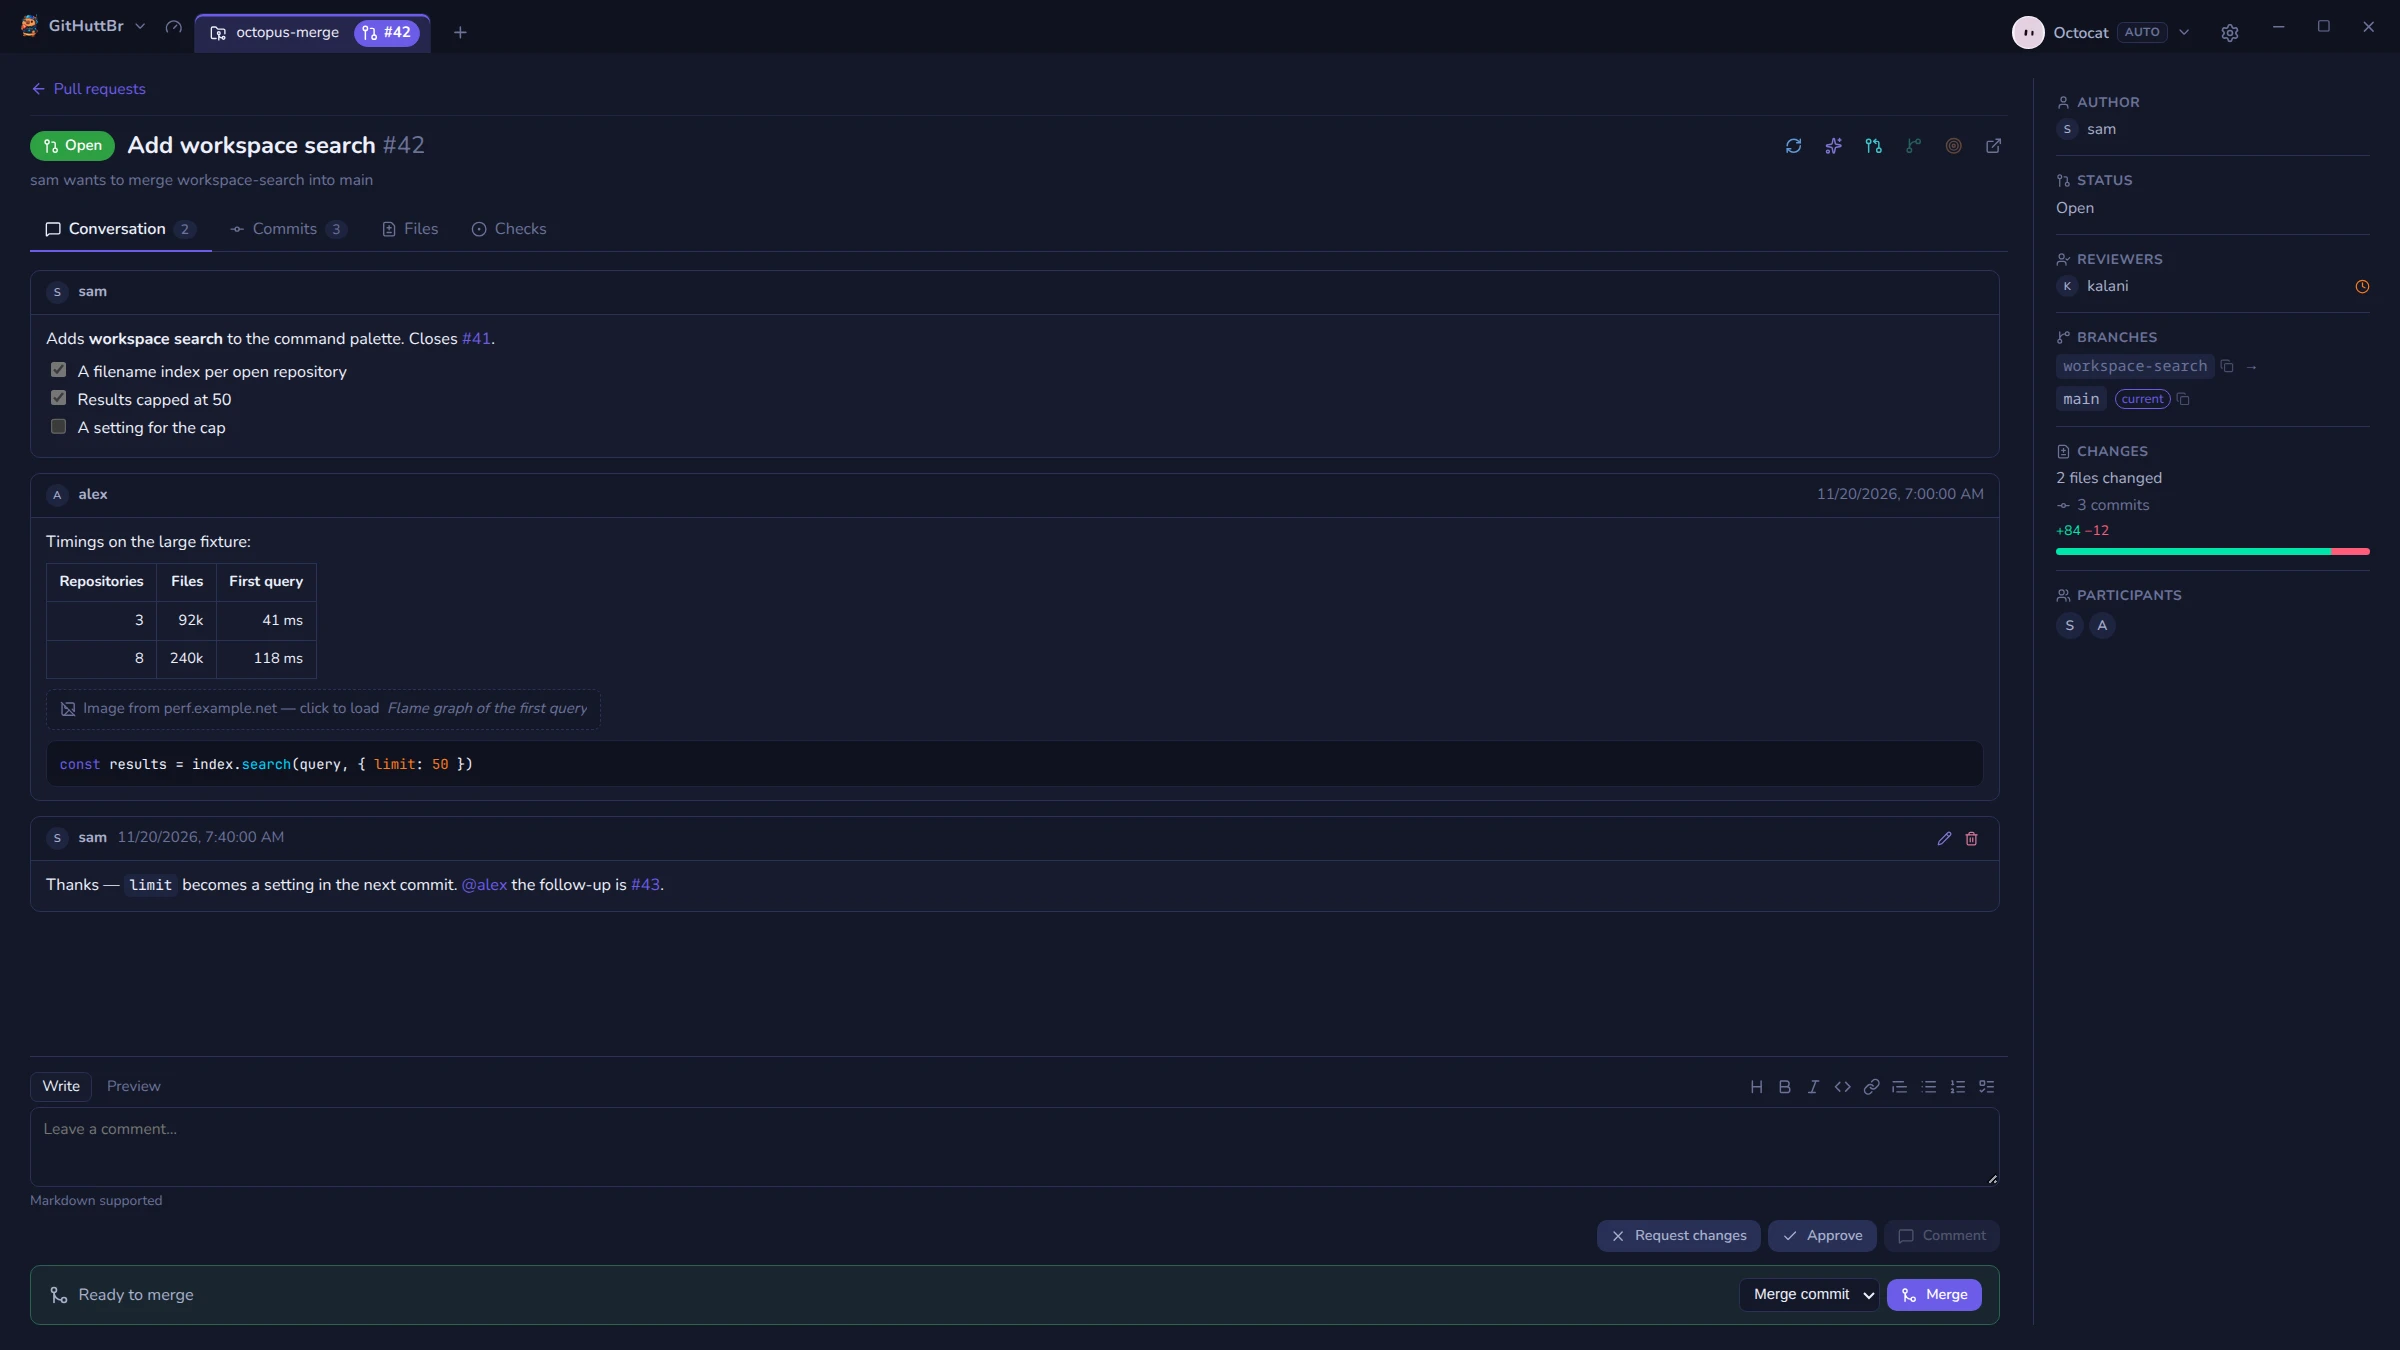 GitHuttBr
octopus-merge #42
Octocat AUTO
Pull requests
Open Add workspace search #42
sam wants to merge workspace-search into main
Conversation 2 Commits 3 Files Checks
S sam
Adds workspace search to the command palette. Closes #41.
A filename index per open repository
Results capped at 50
A setting for the cap
A alex 11/20/2026, 7:00:00 AM
Timings on the large fixture:
Repositories Files First query
3 92k 41 ms
8 240k 118 ms
Image from perf.example.net — click to load Flame graph of the first query
const results = index.search(query, { limit: 50 })
S sam 11/20/2026, 7:40:00 AM
Thanks — limit becomes a setting in the next commit. @alex the follow-up is #43.
Write Preview
Leave a comment...
Markdown supported
Request changes Approve Comment
Ready to merge Merge commit Merge
AUTHOR
S sam
STATUS
Open
REVIEWERS
K kalani
BRANCHES
workspace-search →
main current
CHANGES
2 files changed
3 commits
+84 −12
PARTICIPANTS
S A